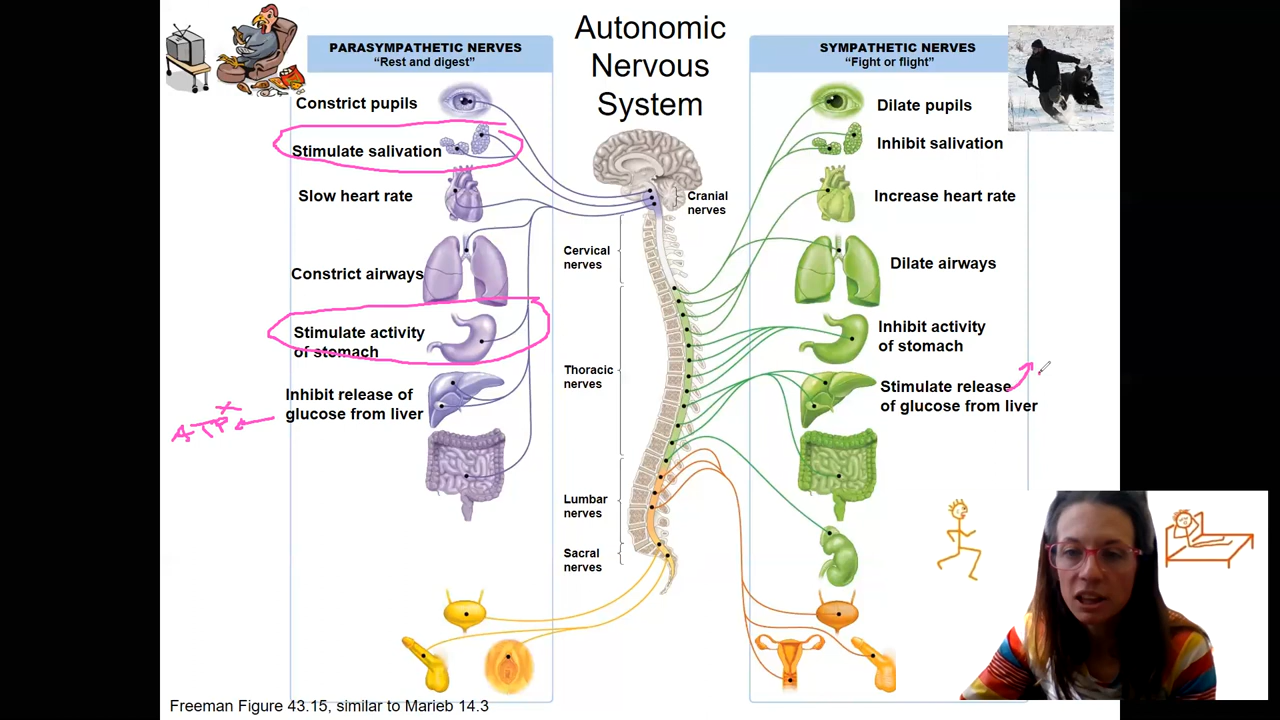 Autonomic
Nervous
System
PARASYMPATHETIC NERVES
"Rest and digest"
Constrict pupils
Stimulate salivation
Slow heart rate
Constrict airways
Stimulate activity
of stomach
Inhibit release of
glucose from liver
ATP
x
Cranial
nerves
Cervical
nerves
Thoracic
nerves
Lumbar
nerves
Sacral
nerves
SYMPATHETIC NERVES
"Fight or flight"
Dilate pupils
Inhibit salivation
Increase heart rate
Dilate airways
Inhibit activity
of stomach
Stimulate release
of glucose from liver
Freeman Figure 43.15, similar to Marieb 14.3